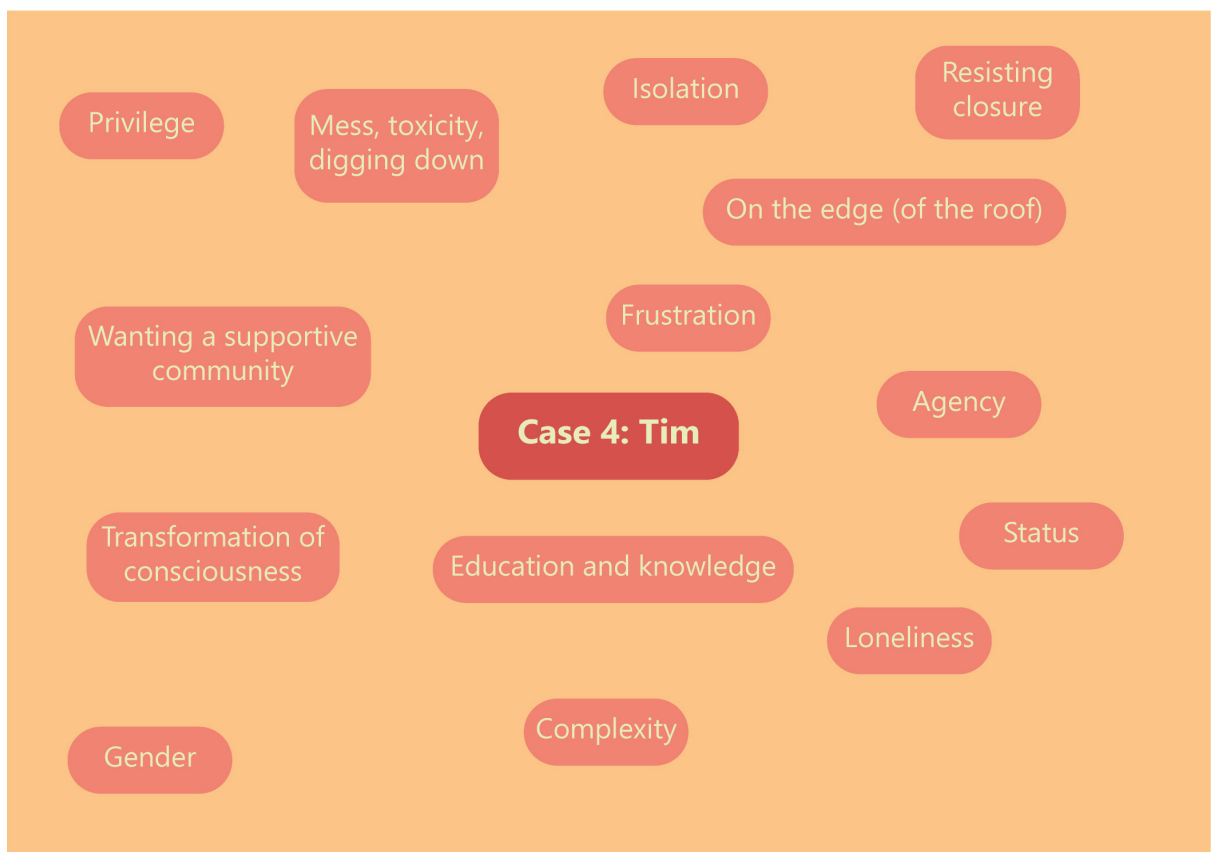 Isolation
Resisting
closure
Privilege
Mess, toxicity,
digging down
On the edge (of the roof)
Frustration
Wanting a supportive
community
Agency
Case 4: Tim
Transformation of
consciousness
Status
Education and knowledge
Loneliness
Complexity
Gender